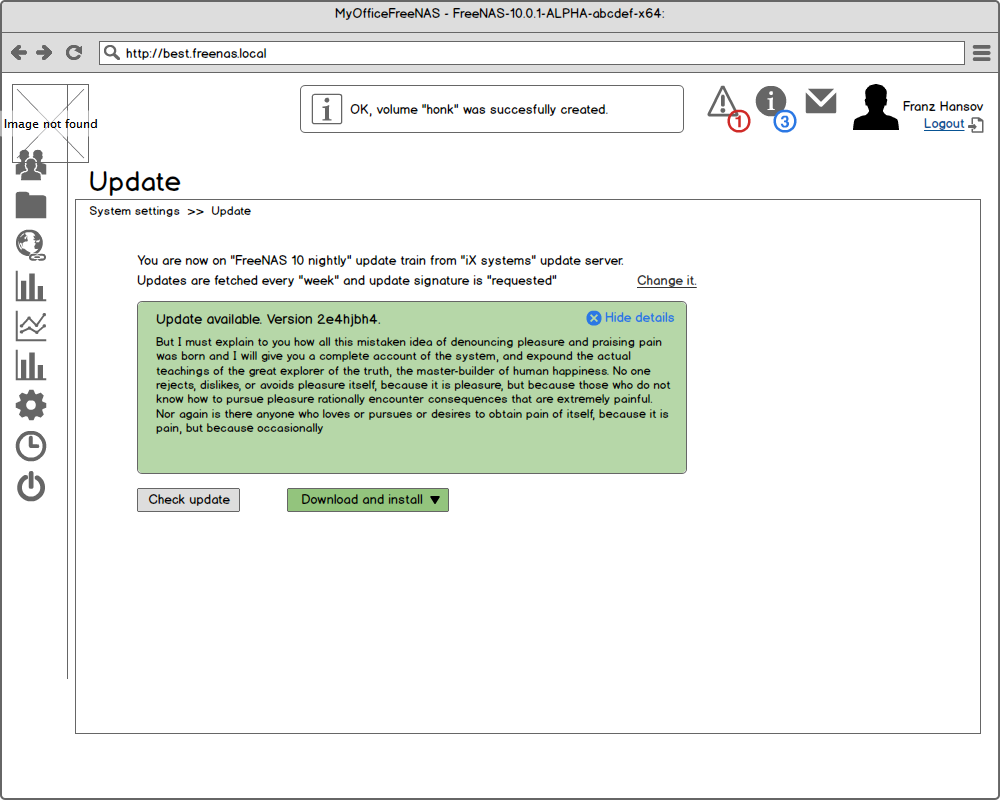 MyOfficeFreeNAS - FreeNAS-10.0.1-ALPHA-abcdef-x64:
http://best.freenas.local
Image not found
OK, volume "honk" was succesfully created.
1
3
Franz Hansov
Logout
Update
System settings >> Update
You are now on "FreeNAS 10 nightly" update train from "iX systems" update server.
Updates are fetched every "week" and update signature is "requested"
Change it.
Update available. Version 2e4hjbh4.
Hide details
But I must explain to you how all this mistaken idea of denouncing pleasure and praising pain
was born and I will give you a complete account of the system, and expound the actual
teachings of the great explorer of the truth, the master-builder of human happiness. No one
rejects, dislikes, or avoids pleasure itself, because it is pleasure, but because those who do not
know how to pursue pleasure rationally encounter consequences that are extremely painful.
Nor again is there anyone who loves or pursues or desires to obtain pain of itself, because it is
pain, but because occasionally
Check update
Download and install